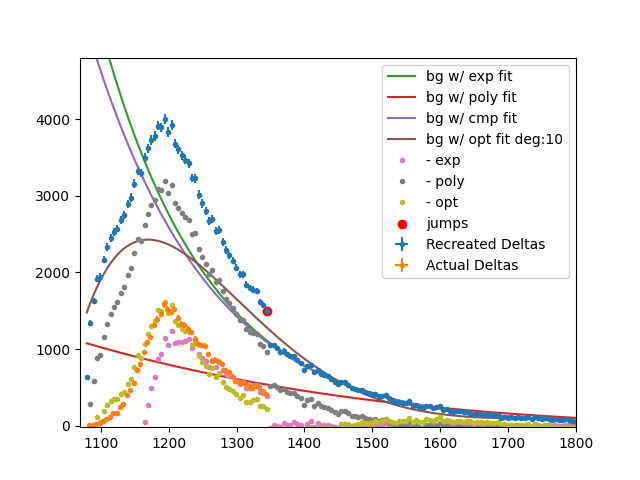 bg w/ exp fit
bg w/ poly fit
bg w/ cmp fit
bg w/ opt fit deg:10
- exp
- poly
- opt
jumps
Recreated Deltas
Actual Deltas
4000
3000
2000
1000
0
1100 1200 1300 1400 1500 1600 1700 1800